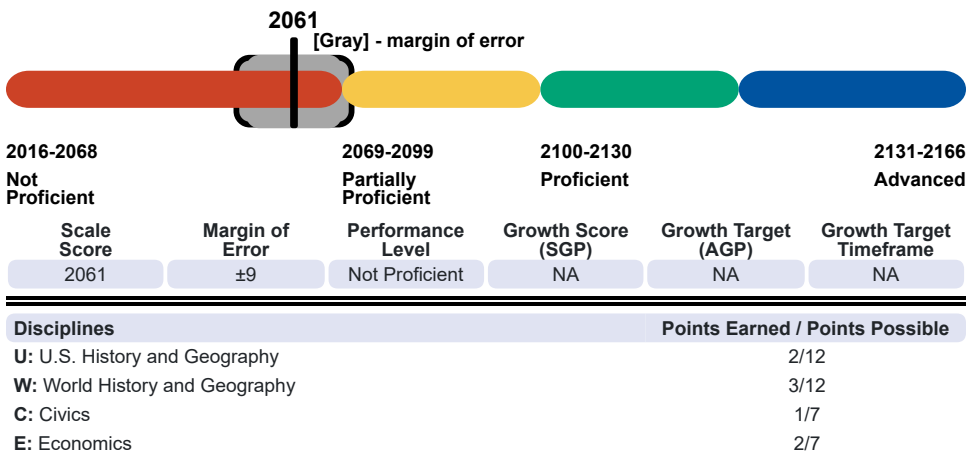 2061
[Gray] - margin of error
2016-2068 2069-2099 2100-2130 2131-2166
Not Partially Proficient Advanced
Proficient Proficient
Scale Margin of Performance Growth Score Growth Target Growth Target
Score Error Level (SGP) (AGP) Timeframe
2061 ±9 Not Proficient NA NA NA
Disciplines Points Earned / Points Possible
U: U.S. History and Geography 2/12
W: World History and Geography 3/12
C: Civics 1/7
E: Economics 2/7